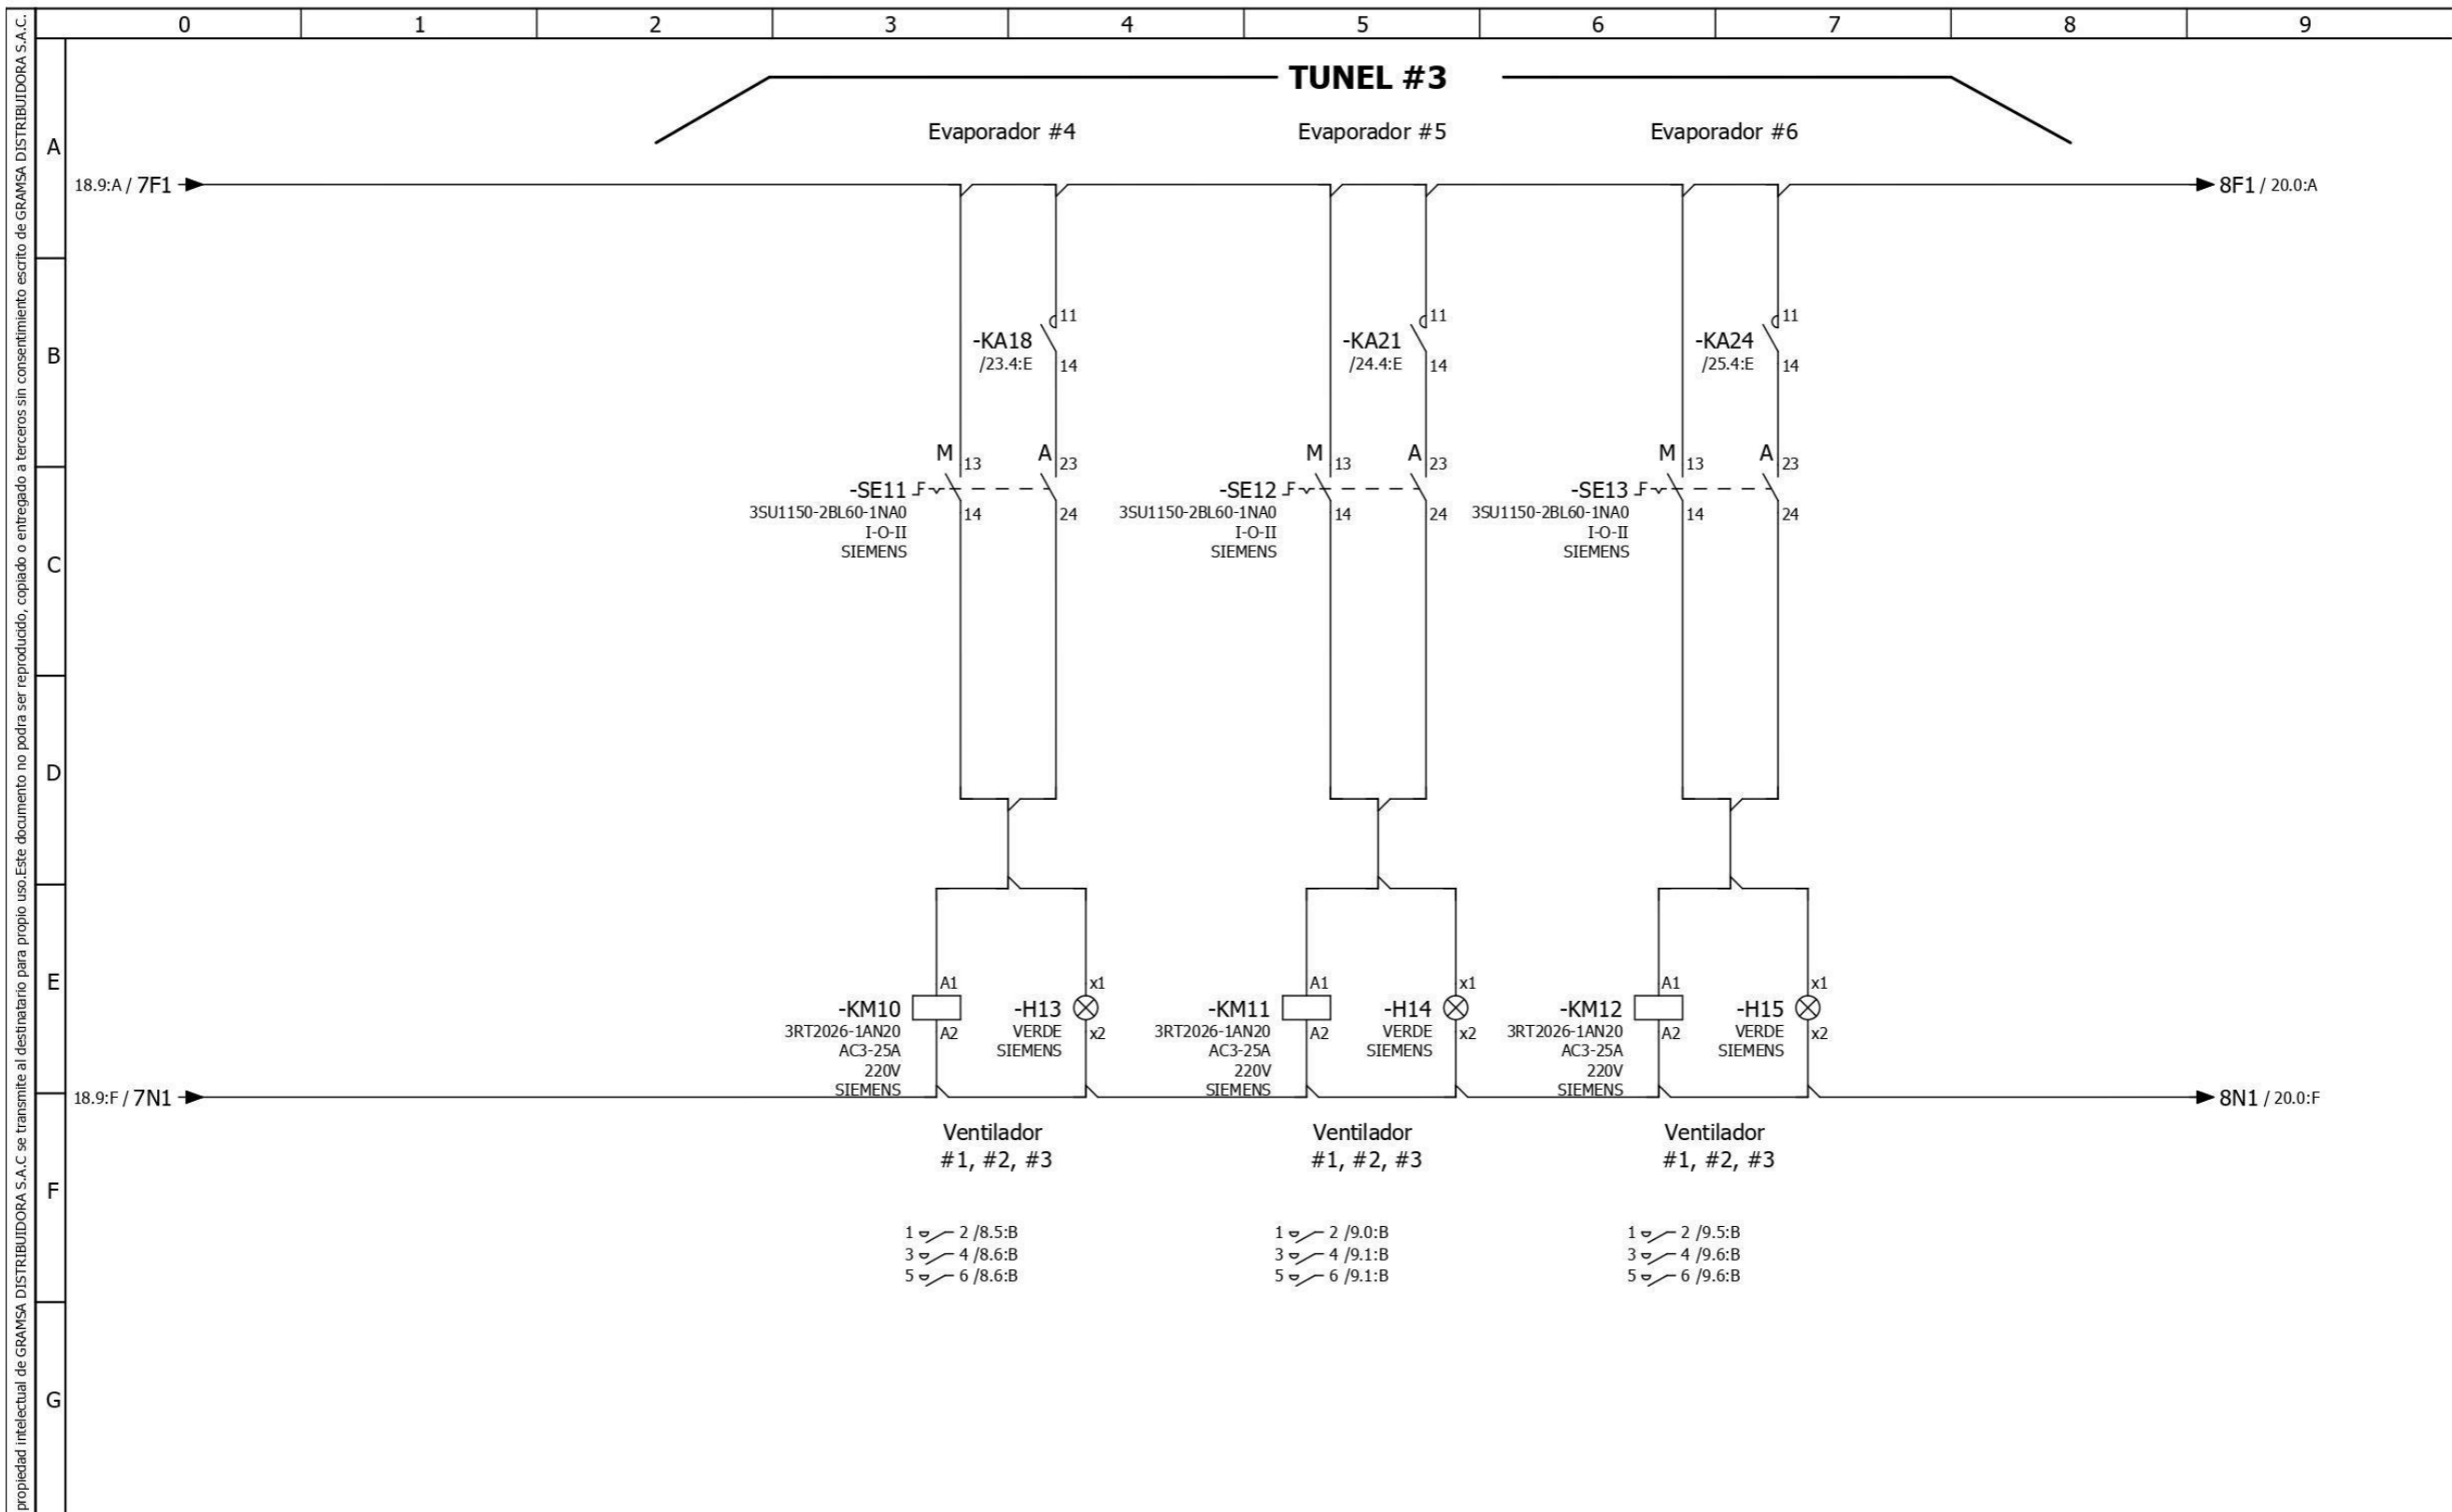 0 1 2 3 4 5 6 7 8 9
propiedad intelectual de GRAMSA DISTRIBUIDORA S.A.C se transmite al destinatario para propio uso.Este documento no podra ser reproducido, copiado o entregado a terceros sin consentimiento escrito de GRAMSA DISTRIBUIDORA S.A.C.
TUNEL #3
A
Evaporador #4 Evaporador #5 Evaporador #6
18.9:A / 7F1
8F1 / 20.0:A
B
-KA18
/23.4:E
11
14
-KA21
/24.4:E
11
14
-KA24
/25.4:E
11
14
C
M 13 A 23
-SE11
3SU1150-2BL60-1NA0
I-O-II
SIEMENS
14 24
M 13 A 23
-SE12
3SU1150-2BL60-1NA0
I-O-II
SIEMENS
14 24
M 13 A 23
-SE13
3SU1150-2BL60-1NA0
I-O-II
SIEMENS
14 24
D
E
A1
-KM10
3RT2026-1AN20
AC3-25A
220V
SIEMENS
A2
x1
-H13
VERDE
SIEMENS
x2
A1
-KM11
3RT2026-1AN20
AC3-25A
220V
SIEMENS
A2
x1
-H14
VERDE
SIEMENS
x2
A1
-KM12
3RT2026-1AN20
AC3-25A
220V
SIEMENS
A2
x1
-H15
VERDE
SIEMENS
x2
18.9:F / 7N1
8N1 / 20.0:F
F
Ventilador
#1, #2, #3
Ventilador
#1, #2, #3
Ventilador
#1, #2, #3
1 2 /8.5:B
3 4 /8.6:B
5 6 /8.6:B
1 2 /9.0:B
3 4 /9.1:B
5 6 /9.1:B
1 2 /9.5:B
3 4 /9.6:B
5 6 /9.6:B
G